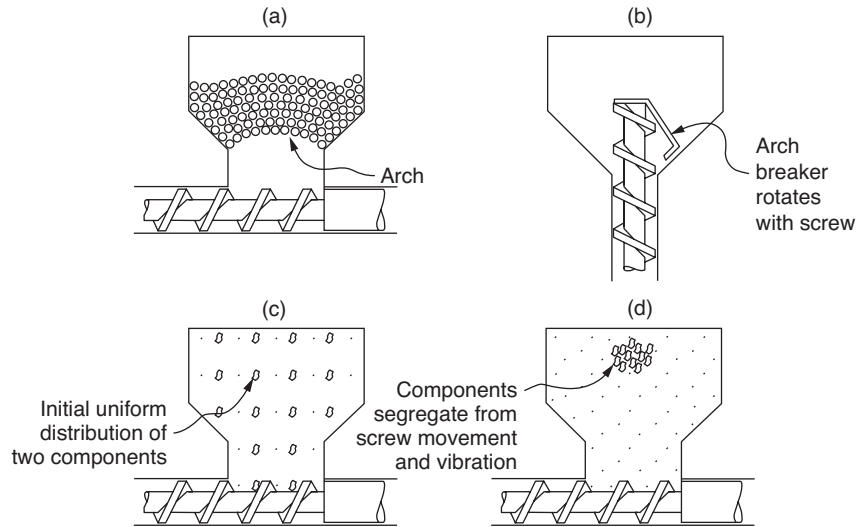 (a)
Arch
(b)
Arch
breaker
rotates
with screw
(c)
Initial uniform
distribution of
two components
(d)
Components
segregate from
screw movement
and vibration